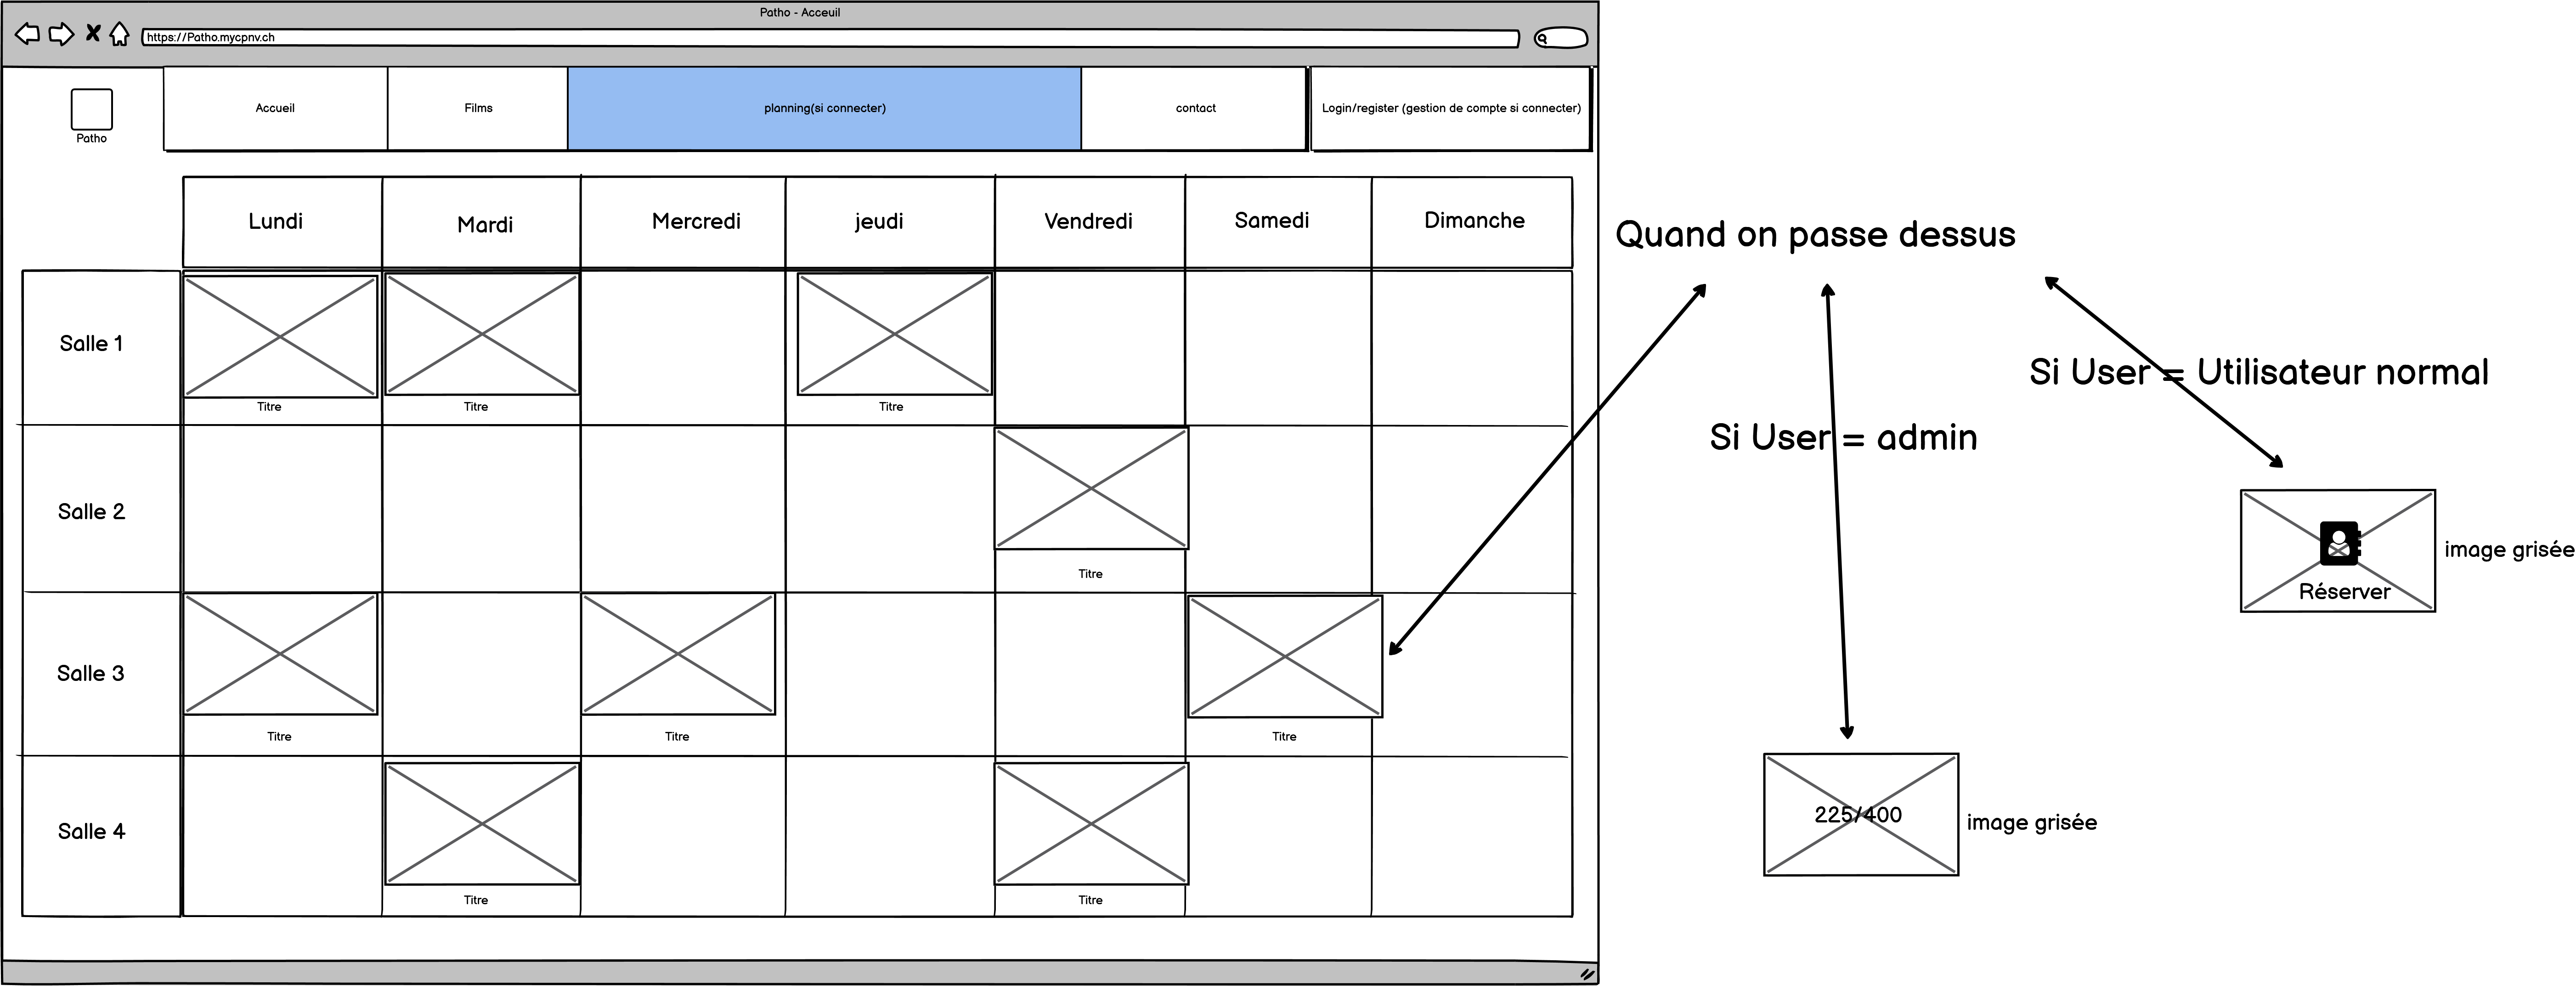 Patho - Acceuil
https://Patho.mycpnv.ch
Patho
Accueil
Films
planning(si connecter)
contact
Login/register (gestion de compte si connecter)
Lundi
Mardi
Mercredi
jeudi
Vendredi
Samedi
Dimanche
Salle 1
Titre
Titre
Titre
Salle 2
Titre
Salle 3
Titre
Titre
Titre
Salle 4
Titre
Titre
Quand on passe dessus
Si User = Utilisateur normal
Si User = admin
Réserver
image grisée
225/400
image grisée